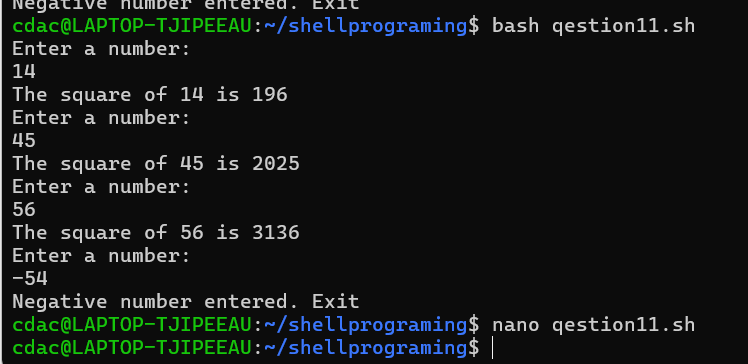 Negative number entered. Exit
cdac@LAPTOP-TJIPEEAU:~/shellprograming$ bash qestion11.sh
Enter a number:
14
The square of 14 is 196
Enter a number:
45
The square of 45 is 2025
Enter a number:
56
The square of 56 is 3136
Enter a number:
-54
Negative number entered. Exit
cdac@LAPTOP-TJIPEEAU:~/shellprograming$ nano qestion11.sh
cdac@LAPTOP-TJIPEEAU:~/shellprograming$